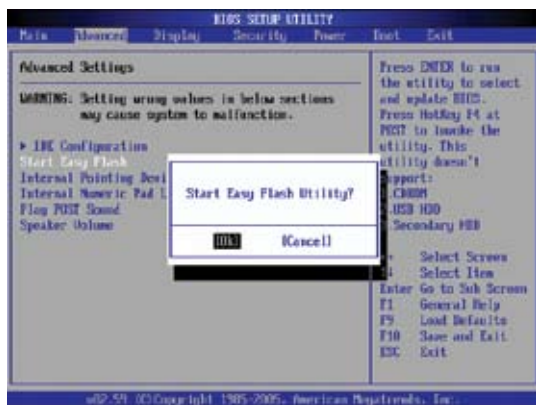 BIOS SETUP UTILITY
Main Advanced Display Security Power Boot Exit
Advanced Settings
WARNING: Setting wrong values in below sections
may cause system to malfunction.
IDE Configuration
Start Easy Flash
Internal Pointing Devi
Internal Numeric Pad L
Play POST Sound
Speaker Volume
Start Easy Flash Utility?
[Ok] [Cancel]
Press ENTER to run
the utility to select
and update BIOS.
Press HotKey F4 at
POST to invoke the
utility. This
utility doesn't
pport:
.CDROM
.USB HDD
Secondary HDD
Select Screen
Select Item
Enter Go to Sub Screen
F1 General Help
F9 Load Defaults
F10 Save and Exit
ESC Exit
v02.59 (C)Copyright 1985-2005, American Megatrends, Inc.